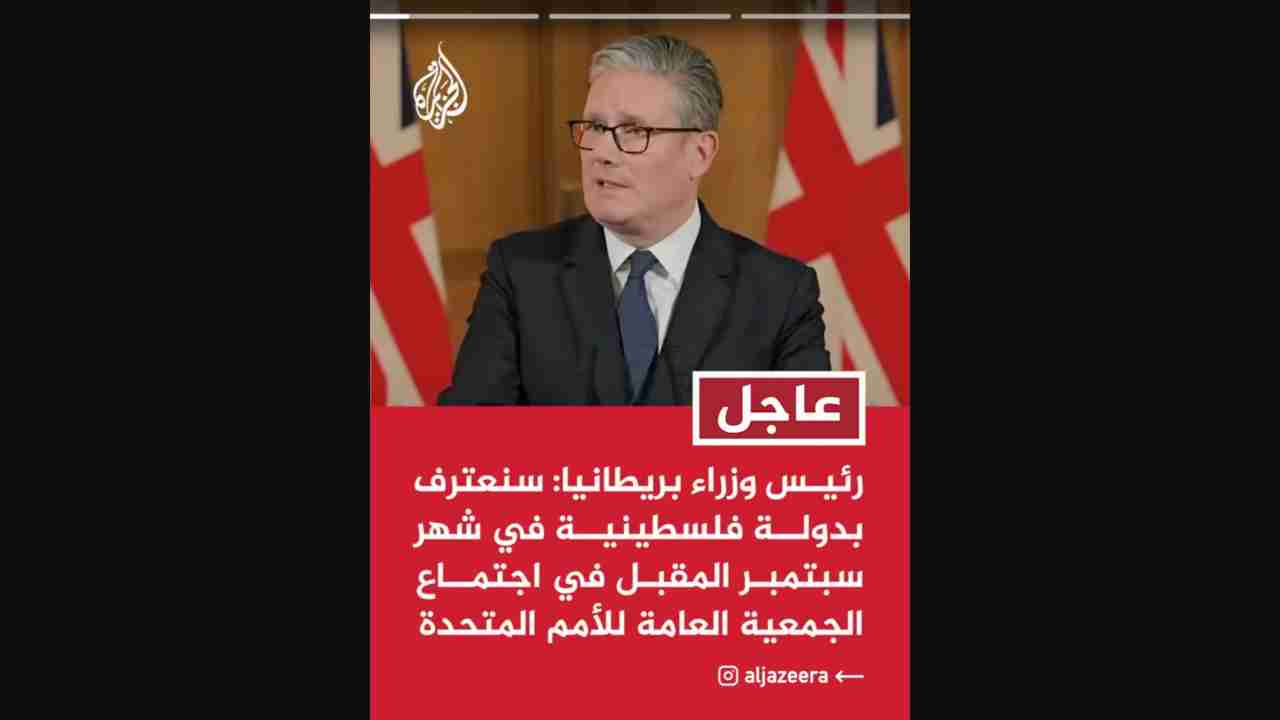 الجزيرة
عاجل
رئيس وزراء بريطانيا: سنعترف
بدولة فلسطينية في شهر
سبتمبر المقبل في اجتماع
الجمعية العامة للأمم المتحدة
aljazeera